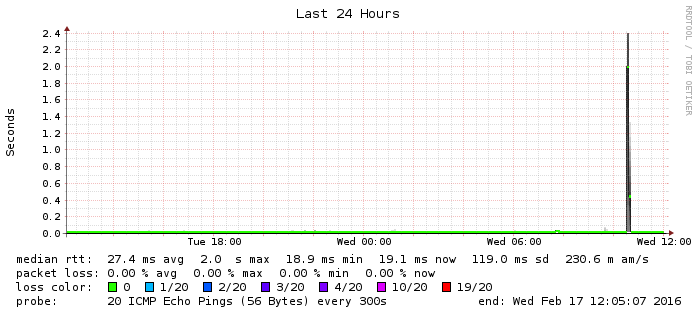 Last 24 Hours
RRDTOOL / TOBI OETIKER
Seconds
2.4
2.2
2.0
1.8
1.6
1.4
1.2
1.0
0.8
0.6
0.4
0.2
0.0
Tue 18:00 Wed 00:00 Wed 06:00 Wed 12:00
median rtt: 27.4 ms avg 2.0 s max 18.9 ms min 19.1 ms now 119.0 ms sd 230.6 m am/s
packet loss: 0.00 % avg 0.00 % max 0.00 % min 0.00 % now
loss color: 0 1/20 2/20 3/20 4/20 10/20 19/20
probe: 20 ICMP Echo Pings (56 Bytes) every 300s end: Wed Feb 17 12:05:07 2016